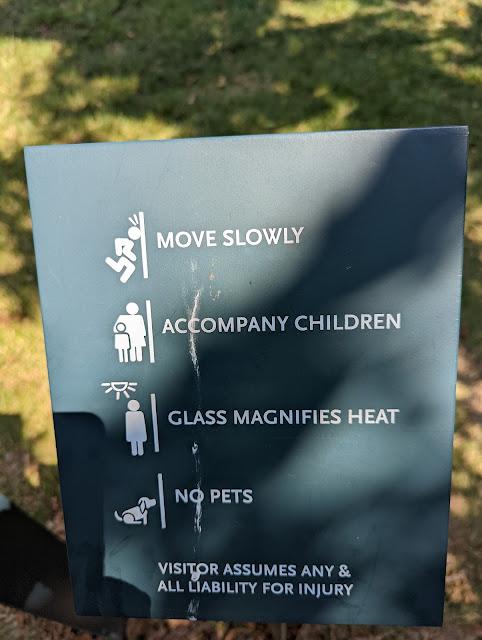 MOVE SLOWLY
ACCOMPANY CHILDREN
GLASS MAGNIFIES HEAT
NO PETS
VISITOR ASSUMES ANY &
ALL LIABILITY FOR INJURY